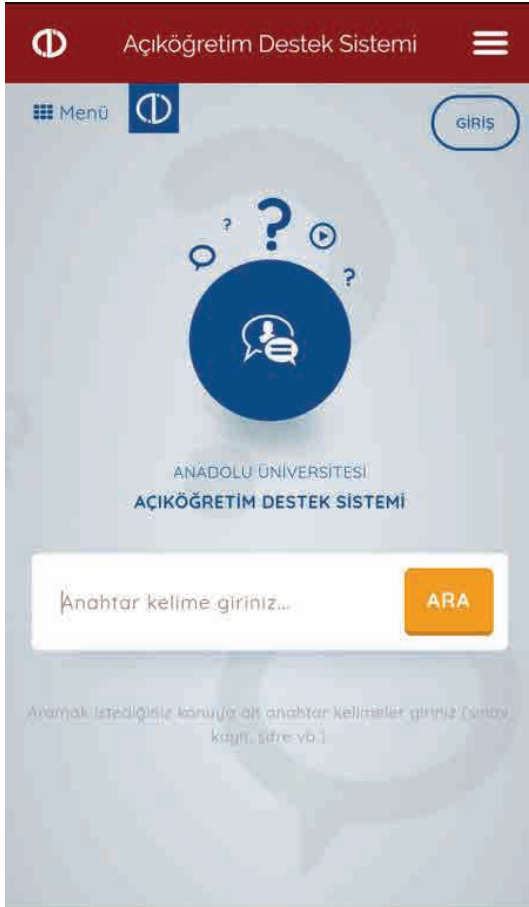 Açıköğretim Destek Sistemi
Menü
GİRİŞ
ANADOLU ÜNİVERSİTESİ
AÇIKÖĞRETİM DESTEK SİSTEMİ
Anahtar kelime giriniz...
ARA
Aramak istediğiniz konuya ait anahtar kelimeler giriniz (sınav,
kayıt, şifre vb.)